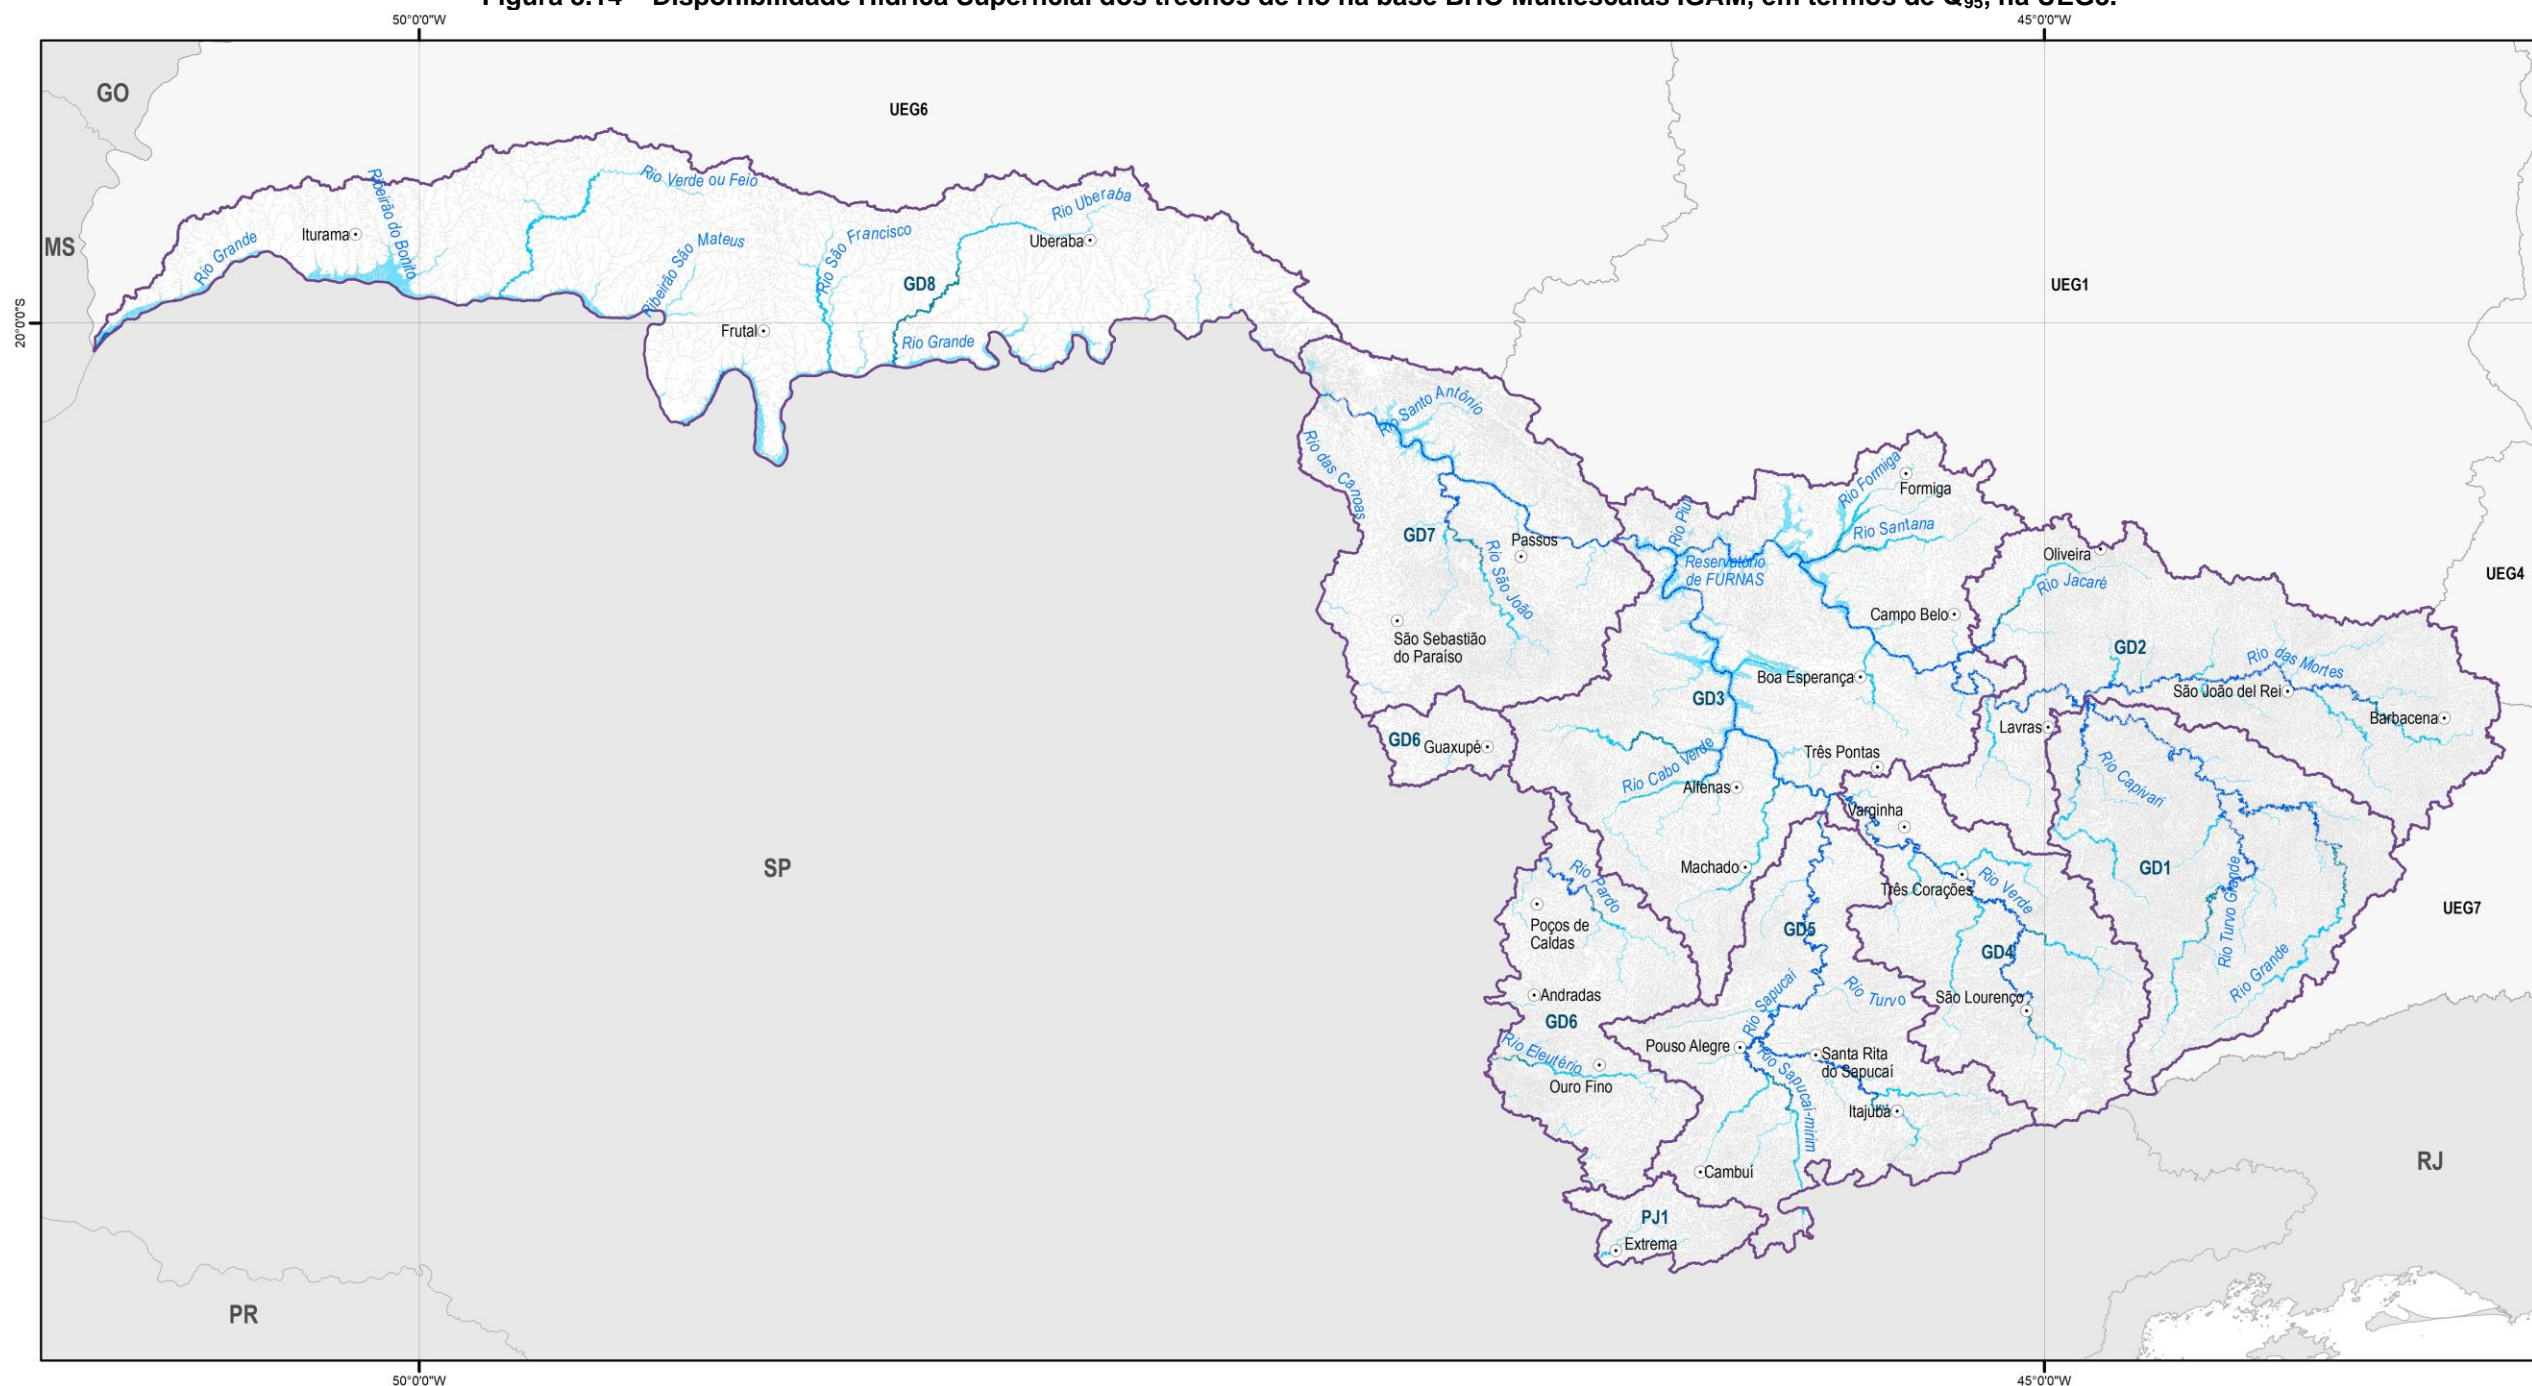 Figura 3.14 – Disponibilidade Hídrica Superficial dos trechos de rio na base BHO Multiescalas IGAM, em termos de Q95, na UEG5.
50°0'0"W
45°0'0"W
GO
UEG6
Rio Verde ou Feio
Ribeirão do Bonito
Rio Uberaba
Iturama
Rio Grande
MS
Ribeirão São Mateus
Rio São Francisco
Uberaba
GD8
UEG1
20°0'0"S
Frutal
Rio Grande
Rio Santo Antônio
Rio das Canoas
Rio Formiga
Formiga
Rio Piuí
Rio Santana
GD7
Passos
Rio São João
Reservatório
de FURNAS
Oliveira
Rio Jacaré
UEG4
Campo Belo
São Sebastião
do Paraíso
GD2
Rio das Mortes
Boa Esperança
São João del Rei
GD3
Barbacena
Lavras
GD6
Guaxupé
Três Pontas
Rio Cabo Verde
Alfenas
Rio Capivari
Varginha
SP
Machado
GD1
Rio Pardo
Três Corações
Rio Verde
Rio Turvo Grande
UEG7
Poços de
Caldas
GD5
GD4
Rio Grande
Andradas
Rio Sapucaí
Rio Turvo
São Lourenço
GD6
Rio Eleutério
Pouso Alegre
Santa Rita
do Sapucaí
Rio Sapucaí-mirim
Ouro Fino
Itajubá
Cambuí
RJ
PJ1
Extrema
PR
50°0'0"W
45°0'0"W